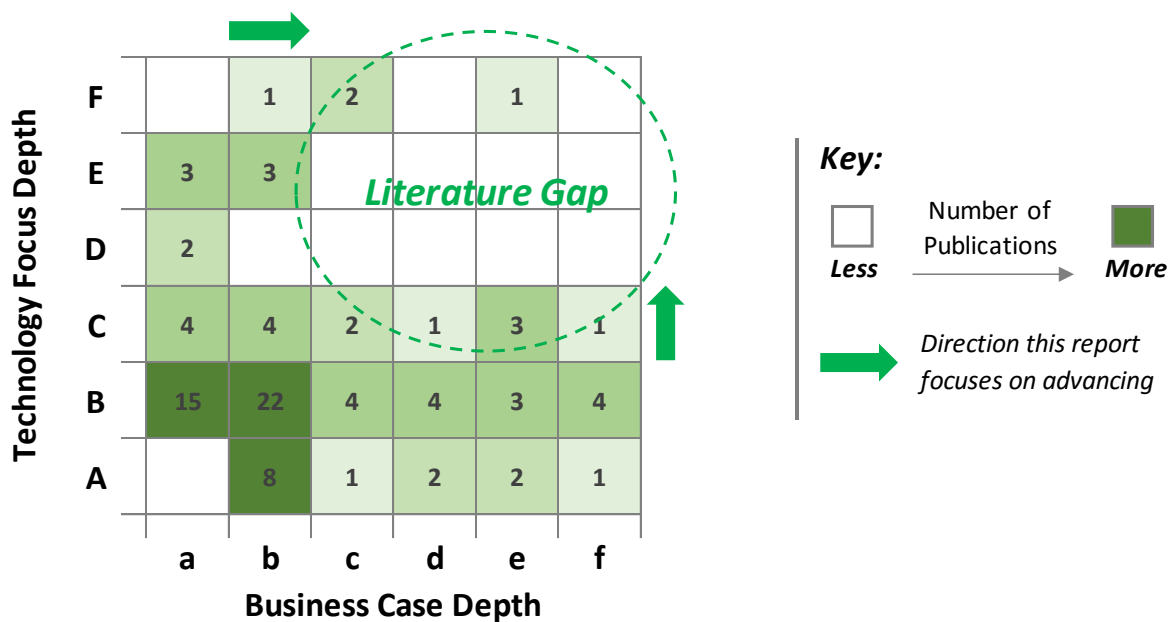 Technology Focus Depth
F 1 2 1
E 3 3
Literature Gap
D 2
C 4 4 2 1 3 1
B 15 22 4 4 3 4
A 8 1 2 2 1
a b c d e f
Business Case Depth
Key:
Number of
Publications
Less More
Direction this report
focuses on advancing